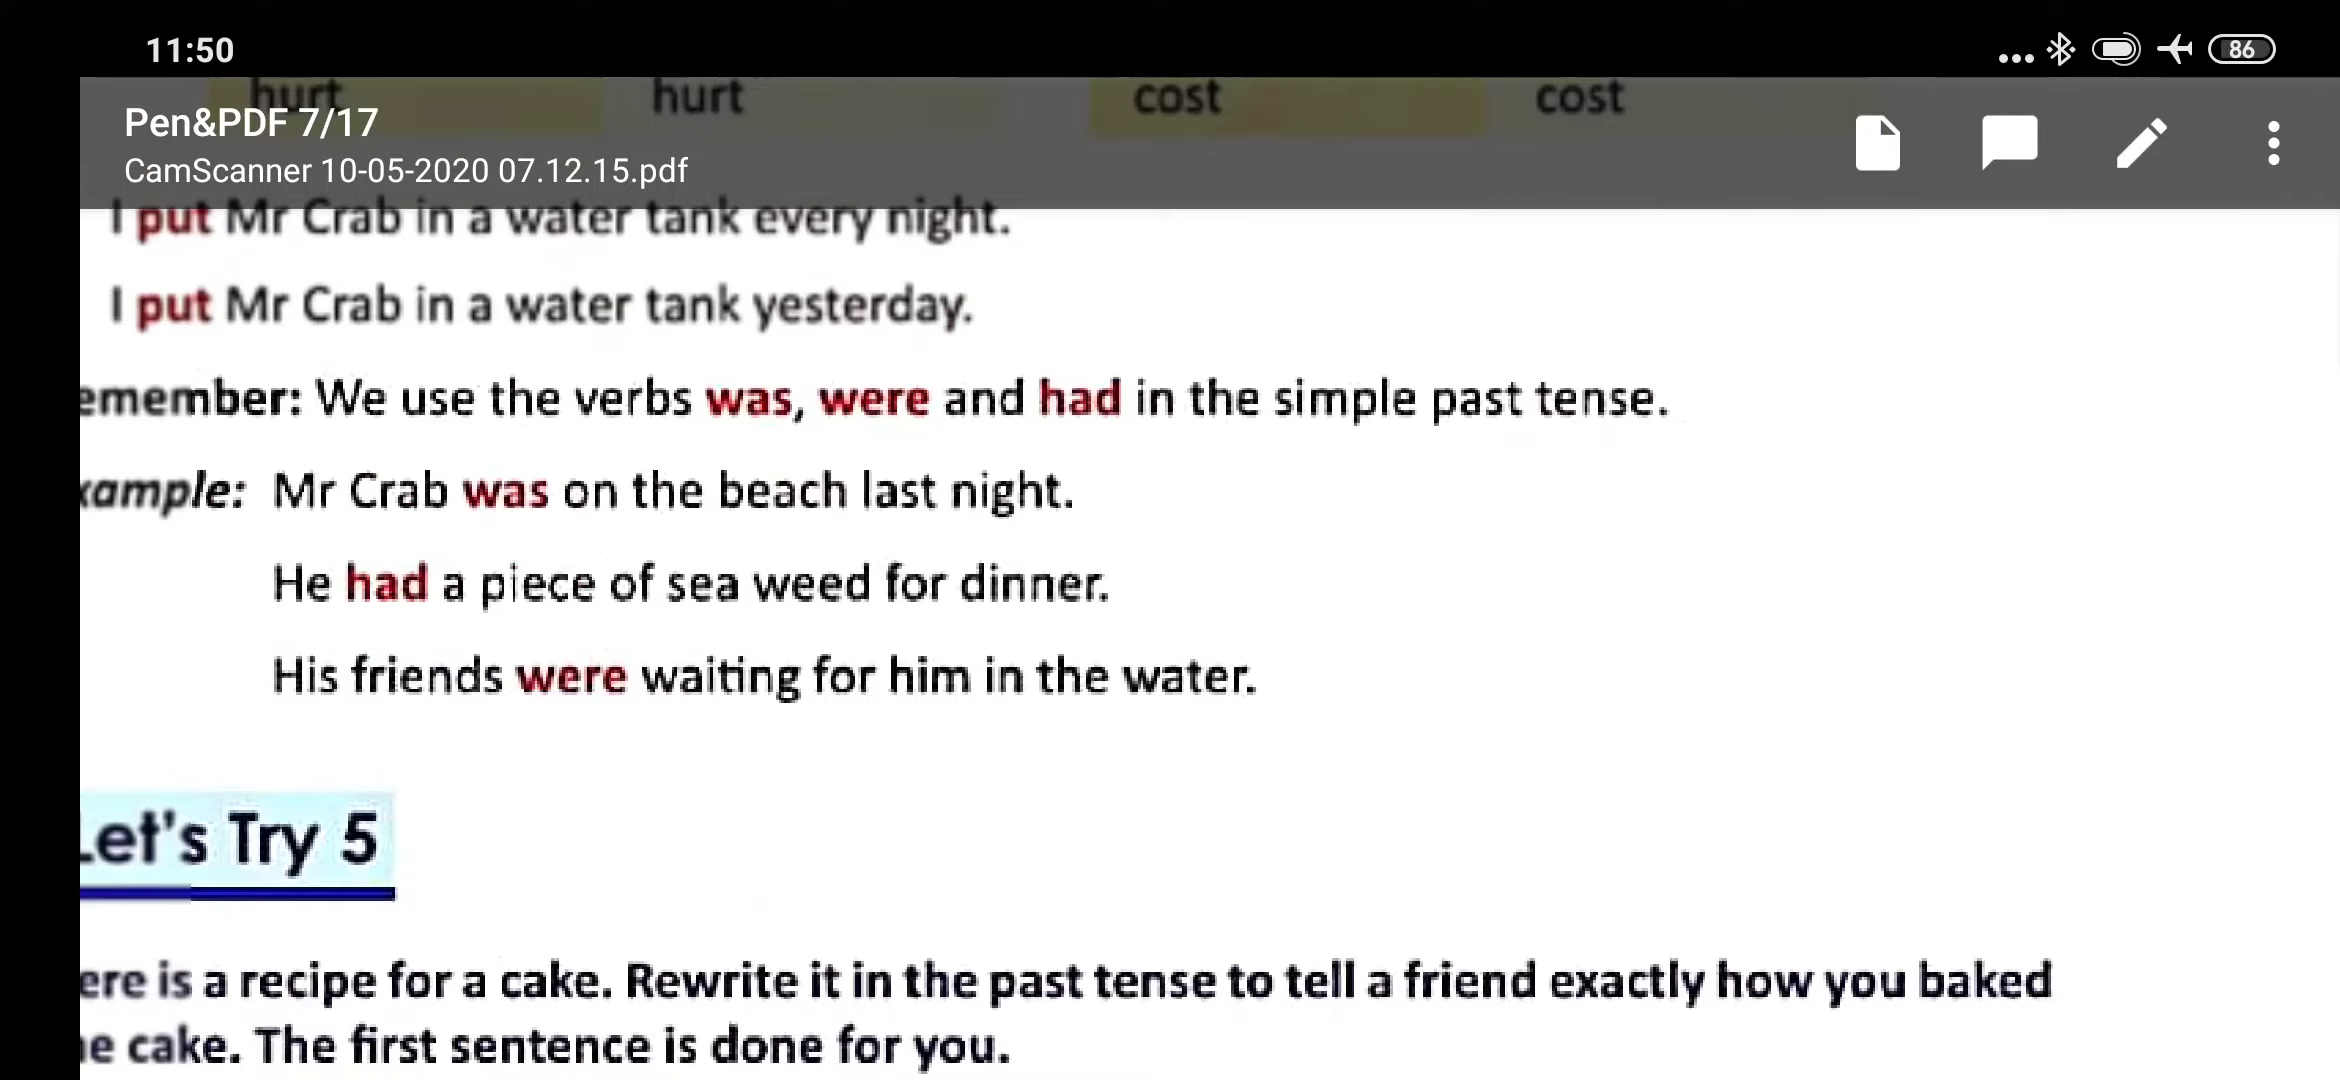 11:50
86
hurt hurt cost cost
Pen&PDF 7/17
CamScanner 10-05-2020 07.12.15.pdf
I put Mr Crab in a water tank every night.
I put Mr Crab in a water tank yesterday.
emember: We use the verbs was, were and had in the simple past tense.
xample: Mr Crab was on the beach last night.
He had a piece of sea weed for dinner.
His friends were waiting for him in the water.
Let's Try 5
ere is a recipe for a cake. Rewrite it in the past tense to tell a friend exactly how you baked
e cake. The first sentence is done for you.